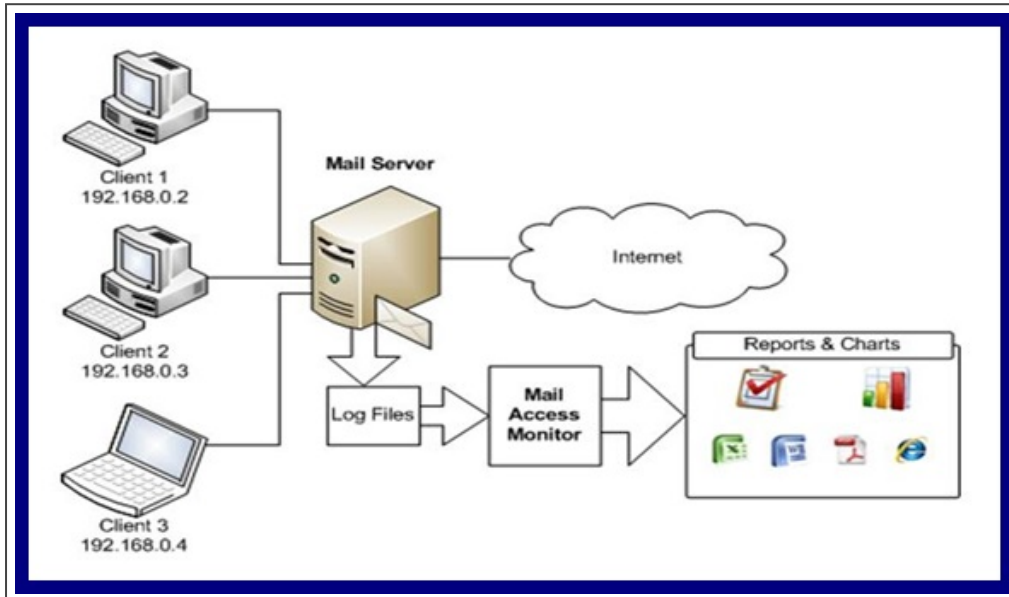 Client 1
192.168.0.2
Mail Server
Internet
Client 2
192.168.0.3
Reports & Charts
Log Files
Mail
Access
Monitor
Client 3
192.168.0.4